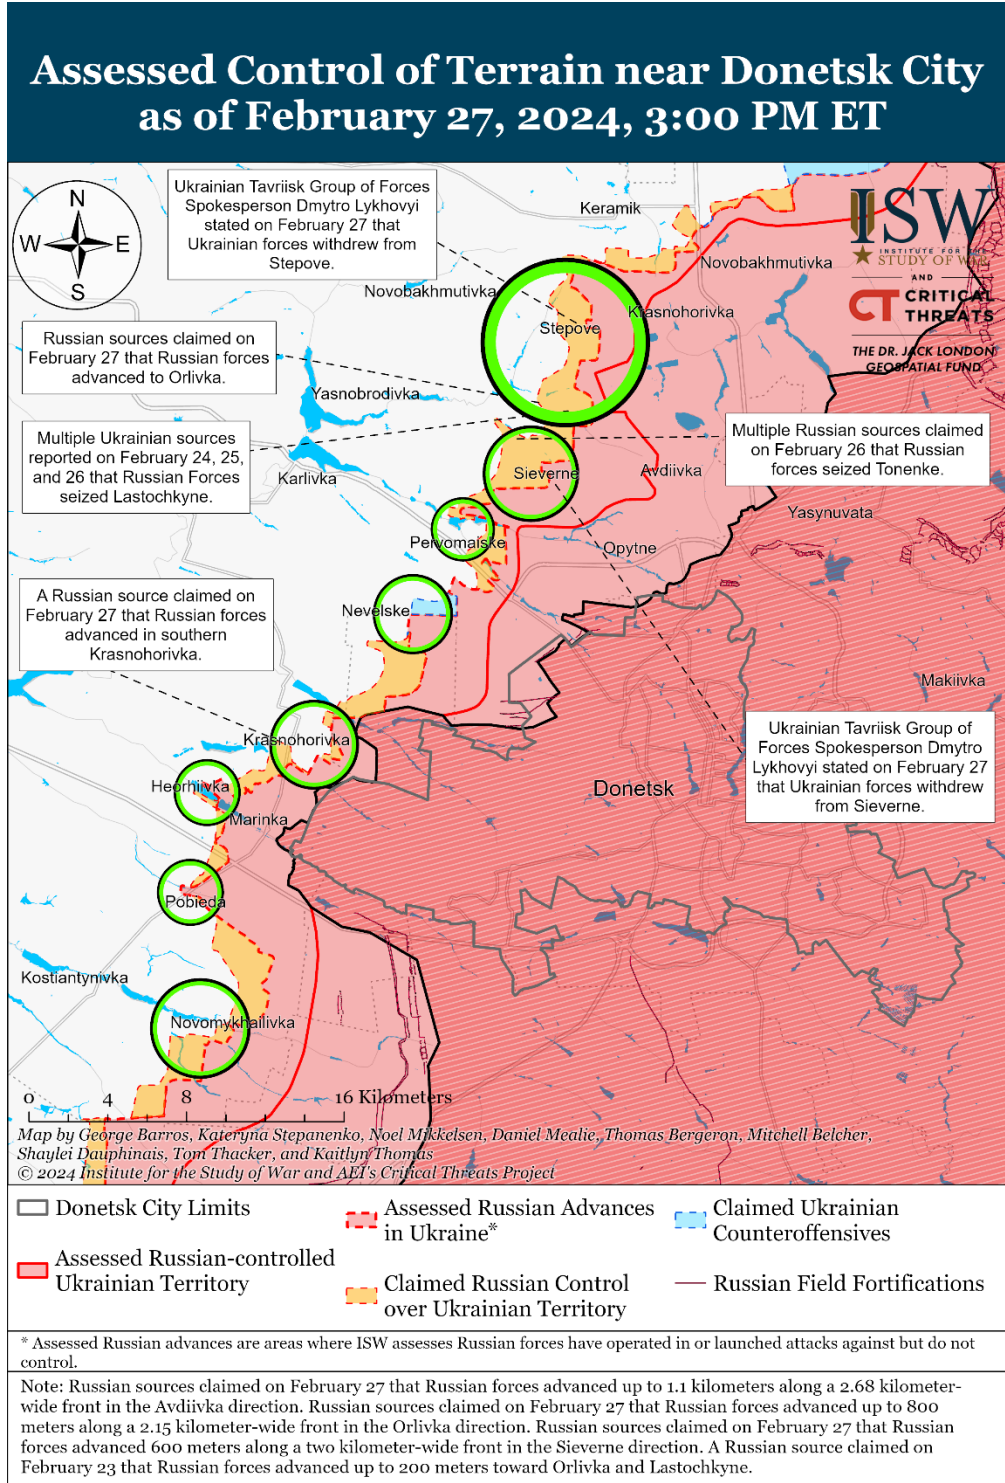 Assessed Control of Terrain near Donetsk City
as of February 27, 2024, 3:00 PM ET
N
W
E
S
Ukrainian Tavriisk Group of Forces
Spokesperson Dmytro Lykhovyi
stated on February 27 that
Ukrainian forces withdrew from
Stepove.
Keramik
ISW
INSTITUTE FOR THE
STUDY OF WAR
AND
CT CRITICAL
THREATS
THE DR. JACK LONDON
GEOSPATIAL FUND
Novobakhmutivka
Novobakhmutivka
Krasnohorivka
Stepove
Russian sources claimed on
February 27 that Russian forces
advanced to Orlivka.
Yasnobrodivka
Multiple Ukrainian sources
reported on February 24, 25,
and 26 that Russian Forces
seized Lastochkyne.
Multiple Russian sources claimed
on February 26 that Russian
forces seized Tonenke.
Karlivka
Sieverne
Avdiivka
Yasynuvata
Pervomaiske
Opytne
A Russian source claimed on
February 27 that Russian forces
advanced in southern
Krasnohorivka.
Nevelske
Makiivka
Krasnohorivka
Ukrainian Tavriisk Group of
Forces Spokesperson Dmytro
Lykhovyi stated on February 27
that Ukrainian forces withdrew
from Sieverne.
Heorhiivka
Donetsk
Marinka
Pobieda
Kostiantynivka
Novomykhailivka
0 4 8 16 Kilometers
Map by George Barros, Kateryna Stepanenko, Noel Mikkelsen, Daniel Mealie, Thomas Bergeron, Mitchell Belcher,
Shaylei Dauphinais, Tom Thacker, and Kaitlyn Thomas
© 2024 Institute for the Study of War and AEI's Critical Threats Project
Donetsk City Limits
Assessed Russian-controlled
Ukrainian Territory
Assessed Russian Advances
in Ukraine*
Claimed Russian Control
over Ukrainian Territory
Claimed Ukrainian
Counteroffensives
Russian Field Fortifications
* Assessed Russian advances are areas where ISW assesses Russian forces have operated in or launched attacks against but do not
control.
Note: Russian sources claimed on February 27 that Russian forces advanced up to 1.1 kilometers along a 2.68 kilometer-
wide front in the Avdiivka direction. Russian sources claimed on February 27 that Russian forces advanced up to 800
meters along a 2.15 kilometer-wide front in the Orlivka direction. Russian sources claimed on February 27 that Russian
forces advanced 600 meters along a two kilometer-wide front in the Sieverne direction. A Russian source claimed on
February 23 that Russian forces advanced up to 200 meters toward Orlivka and Lastochkyne.